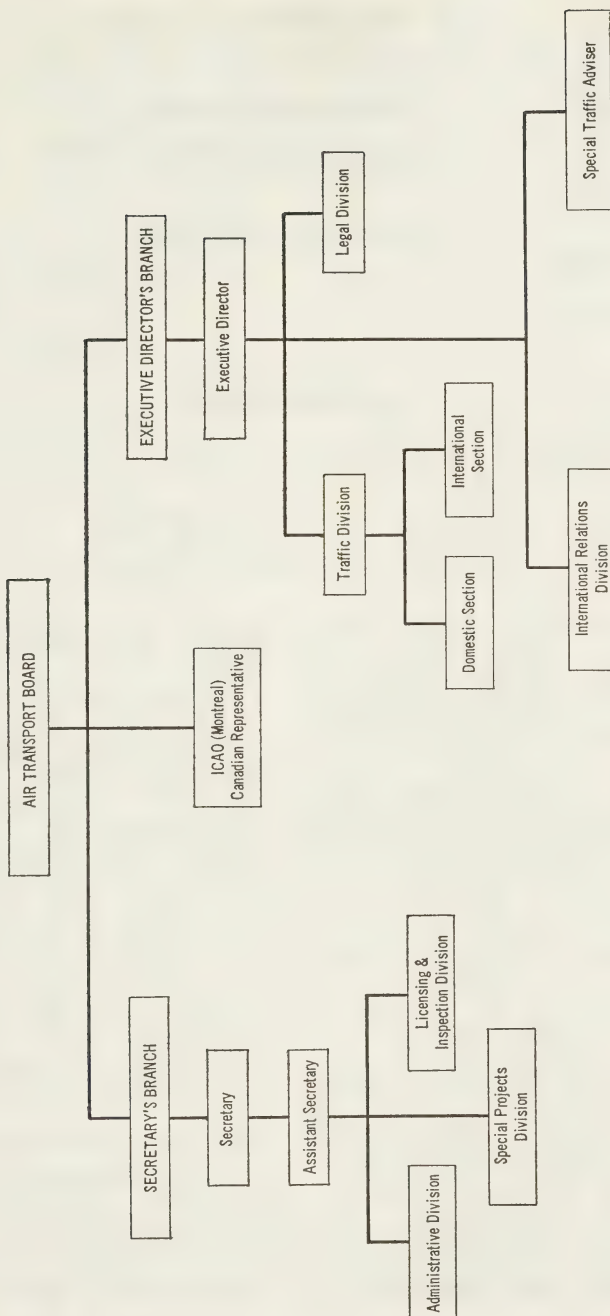 AIR TRANSPORT BOARD
SECRETARY'S BRANCH
Secretary
Assistant Secretary
Administrative Division
Special Projects
Division
Licensing &
Inspection Division
ICAO (Montreal)
Canadian Representative
EXECUTIVE DIRECTOR'S BRANCH
Executive Director
Traffic Division
Domestic Section
International
Section
Legal Division
International Relations
Division
Special Traffic Adviser